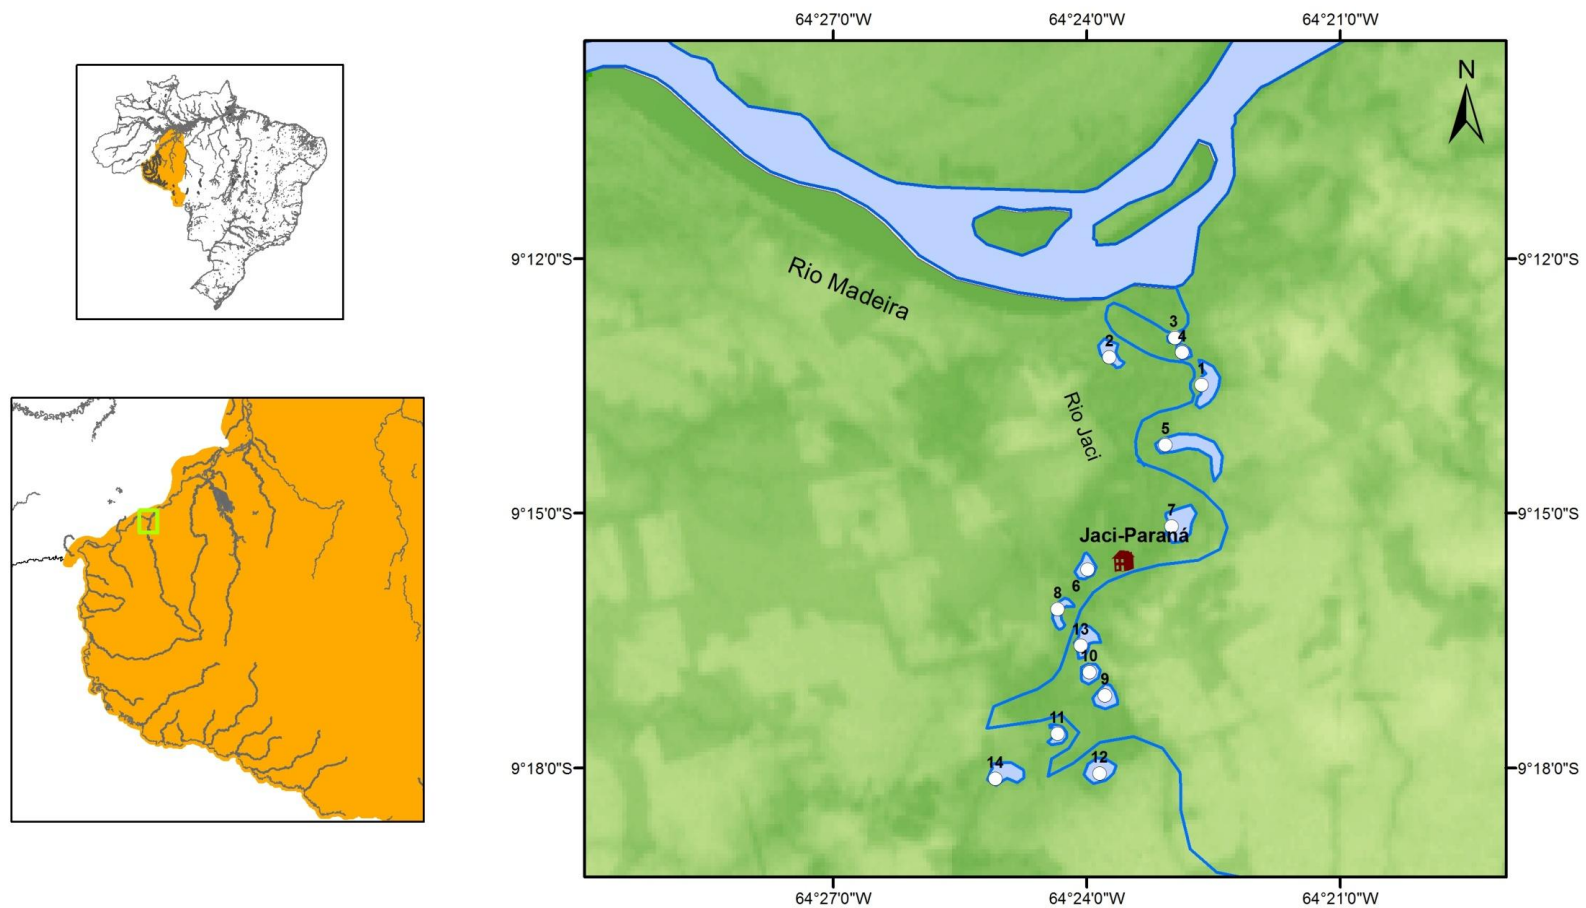 64°27'0"W 64°24'0"W 64°21'0"W
N
9°12'0"S 9°12'0"S
Rio Madeira
3
2 4
1
Rio Jaci
5
9°15'0"S 7 9°15'0"S
Jaci-Paraná
6
8
13
10
9
11
14 12
9°18'0"S 9°18'0"S
64°27'0"W 64°24'0"W 64°21'0"W